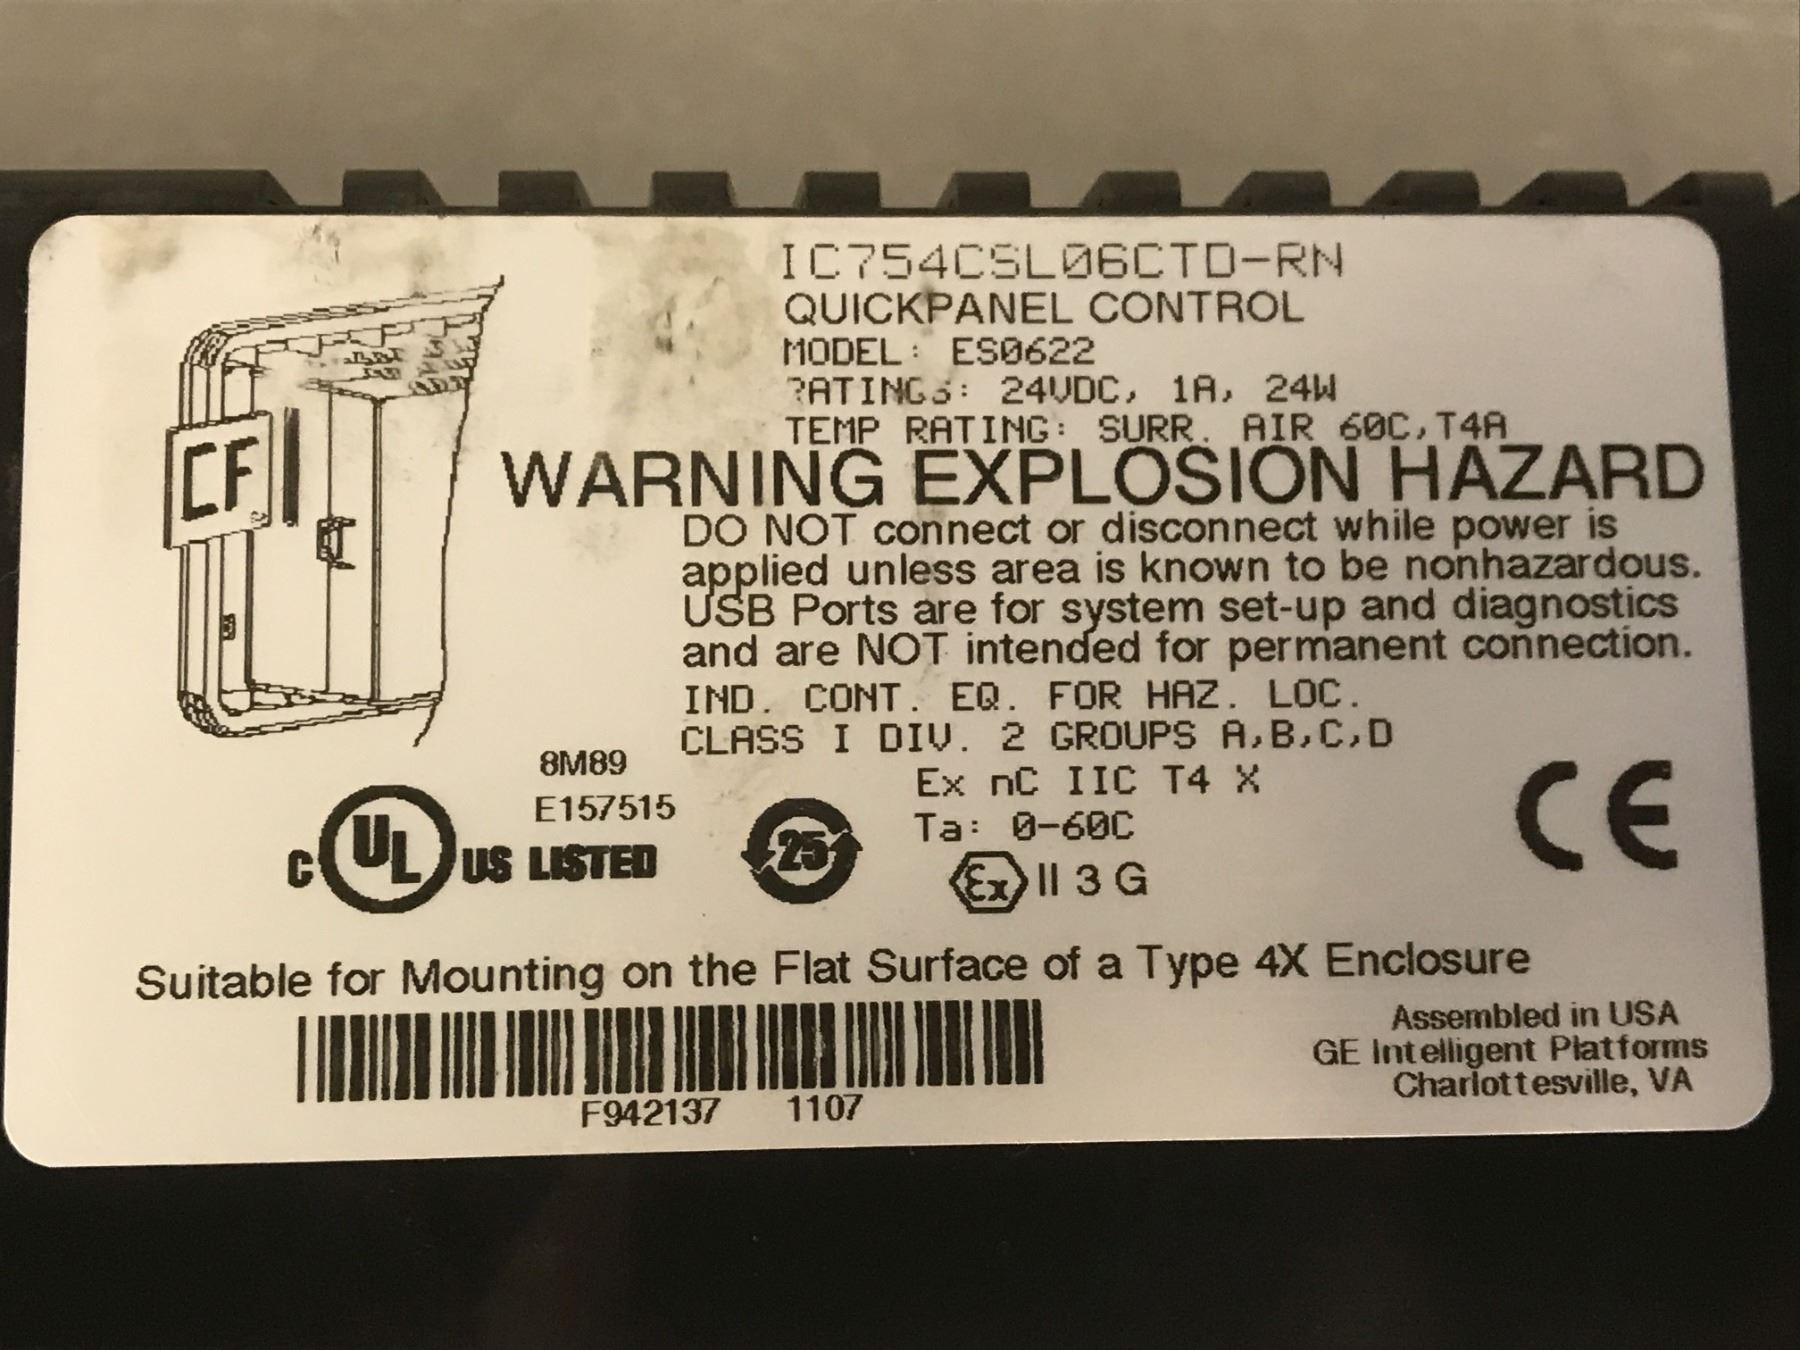 IC754CSL06CTD-RN
QUICKPANEL CONTROL
MODEL: ES0622
RATINGS: 24VDC, 1A, 24W
TEMP RATING: SURR. AIR 60C,T4A
WARNING EXPLOSION HAZARD
DO NOT connect or disconnect while power is
applied unless area is known to be nonhazardous.
USB Ports are for system set-up and diagnostics
and are NOT intended for permanent connection.
IND. CONT. EQ. FOR HAZ. LOC.
CLASS I DIV. 2 GROUPS A,B,C,D
CF
8M89
E157515
C UL US LISTED
25
Ex nC IIC T4 X
Ta: 0-60C
Ex II 3 G
CE
Suitable for Mounting on the Flat Surface of a Type 4X Enclosure
F942137 1107
Assembled in USA
GE Intelligent Platforms
Charlottesville, VA